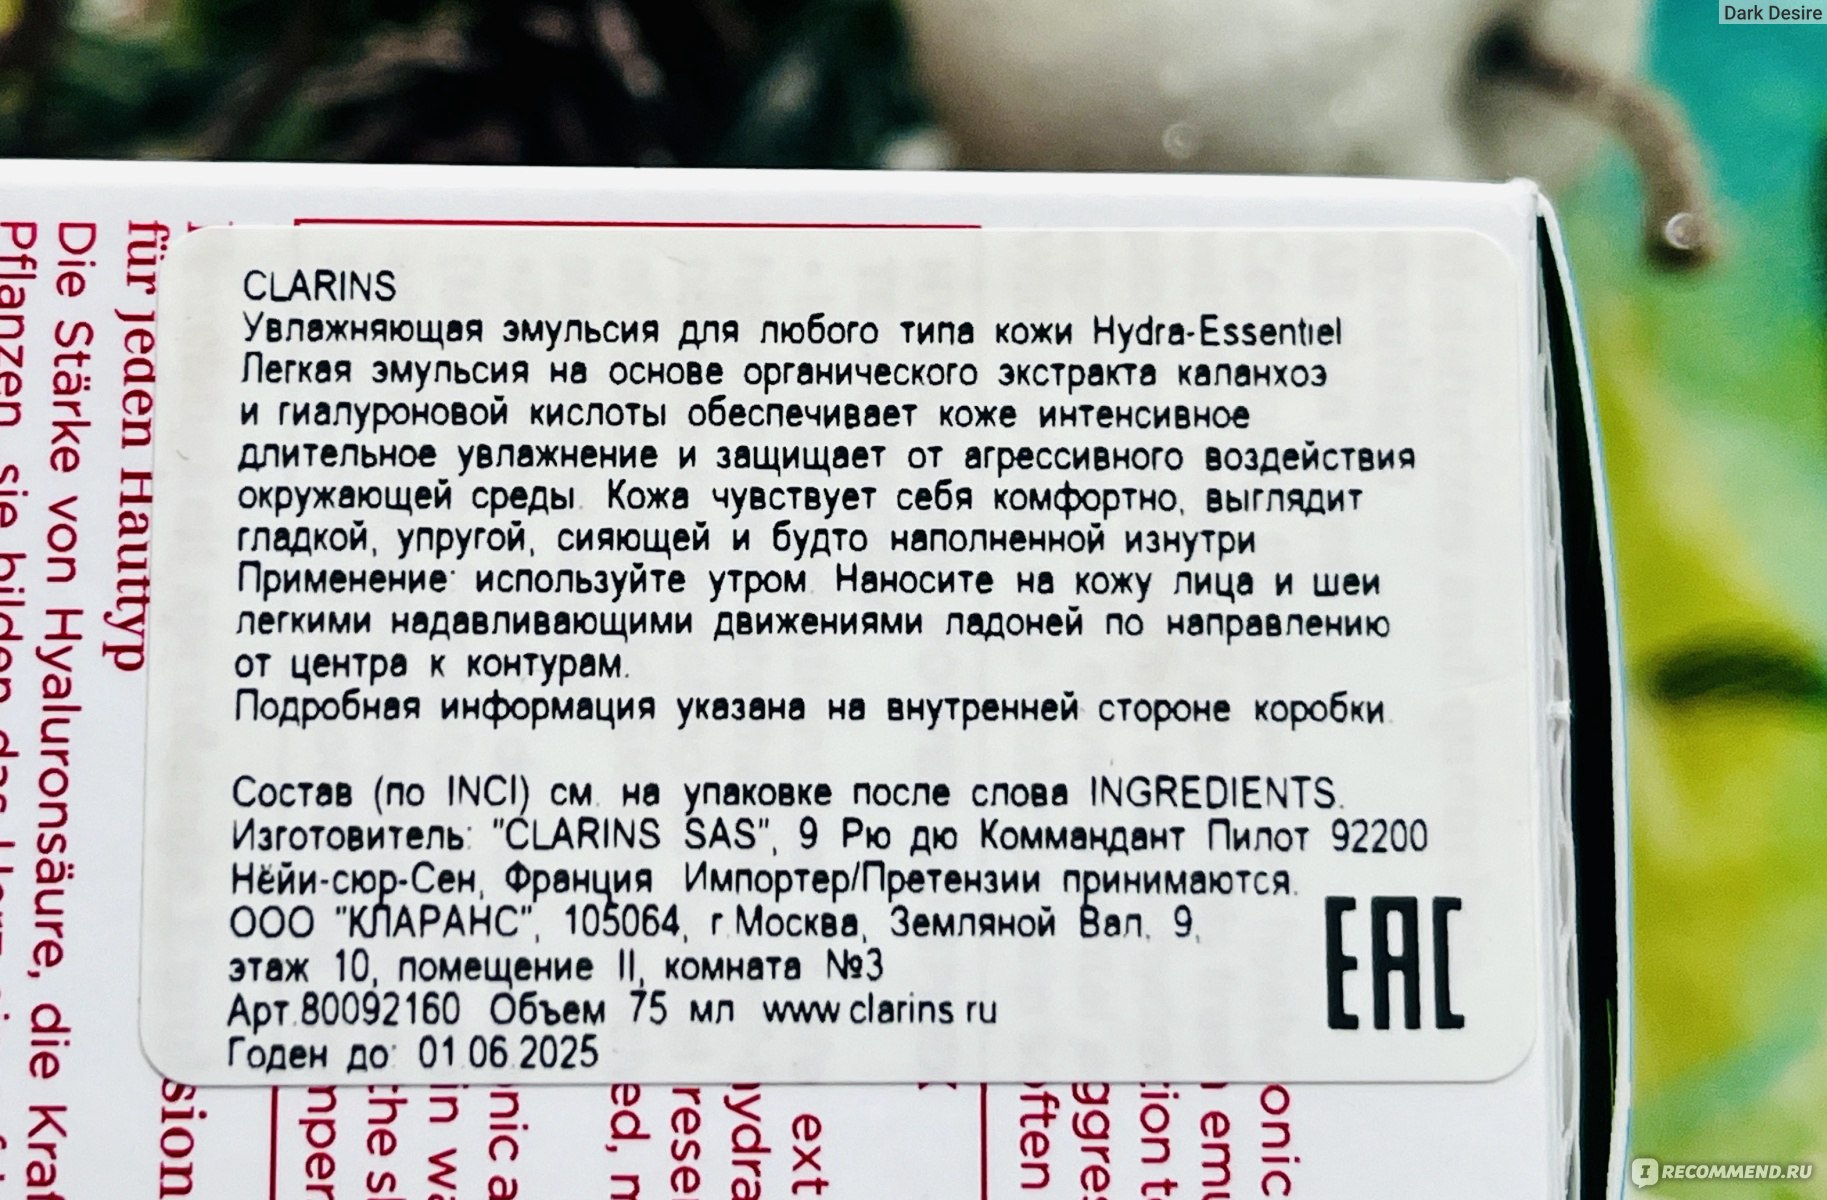 Dark Desire
CLARINS
Увлажняющая эмульсия для любого типа кожи Hydra-Essentiel
Легкая эмульсия на основе органического экстракта каланхоэ
и гиалуроновой кислоты обеспечивает коже интенсивное
длительное увлажнение и защищает от агрессивного воздействия
окружающей среды. Кожа чувствует себя комфортно, выглядит
гладкой, упругой, сияющей и будто наполненной изнутри
Применение: используйте утром. Наносите на кожу лица и шеи
легкими надавливающими движениями ладоней по направлению
от центра к контурам.
Подробная информация указана на внутренней стороне коробки.
Состав (по INCI) см. на упаковке после слова INGREDIENTS.
Изготовитель: "CLARINS SAS", 9 Рю дю Коммандант Пилот 92200
Нёйи-сюр-Сен, Франция Импортер/Претензии принимаются:
ООО "КЛАРАНС", 105064, г.Москва, Земляной Вал, 9,
этаж 10, помещение II, комната №3
Арт.80092160 Объем 75 мл www.clarins.ru
Годен до: 01.06.2025
EAC
für jeden Hauttyp
Die Stärke von Hyaluronsäure, die
Pflanzen, sie bilden das
RECOMMEND.RU